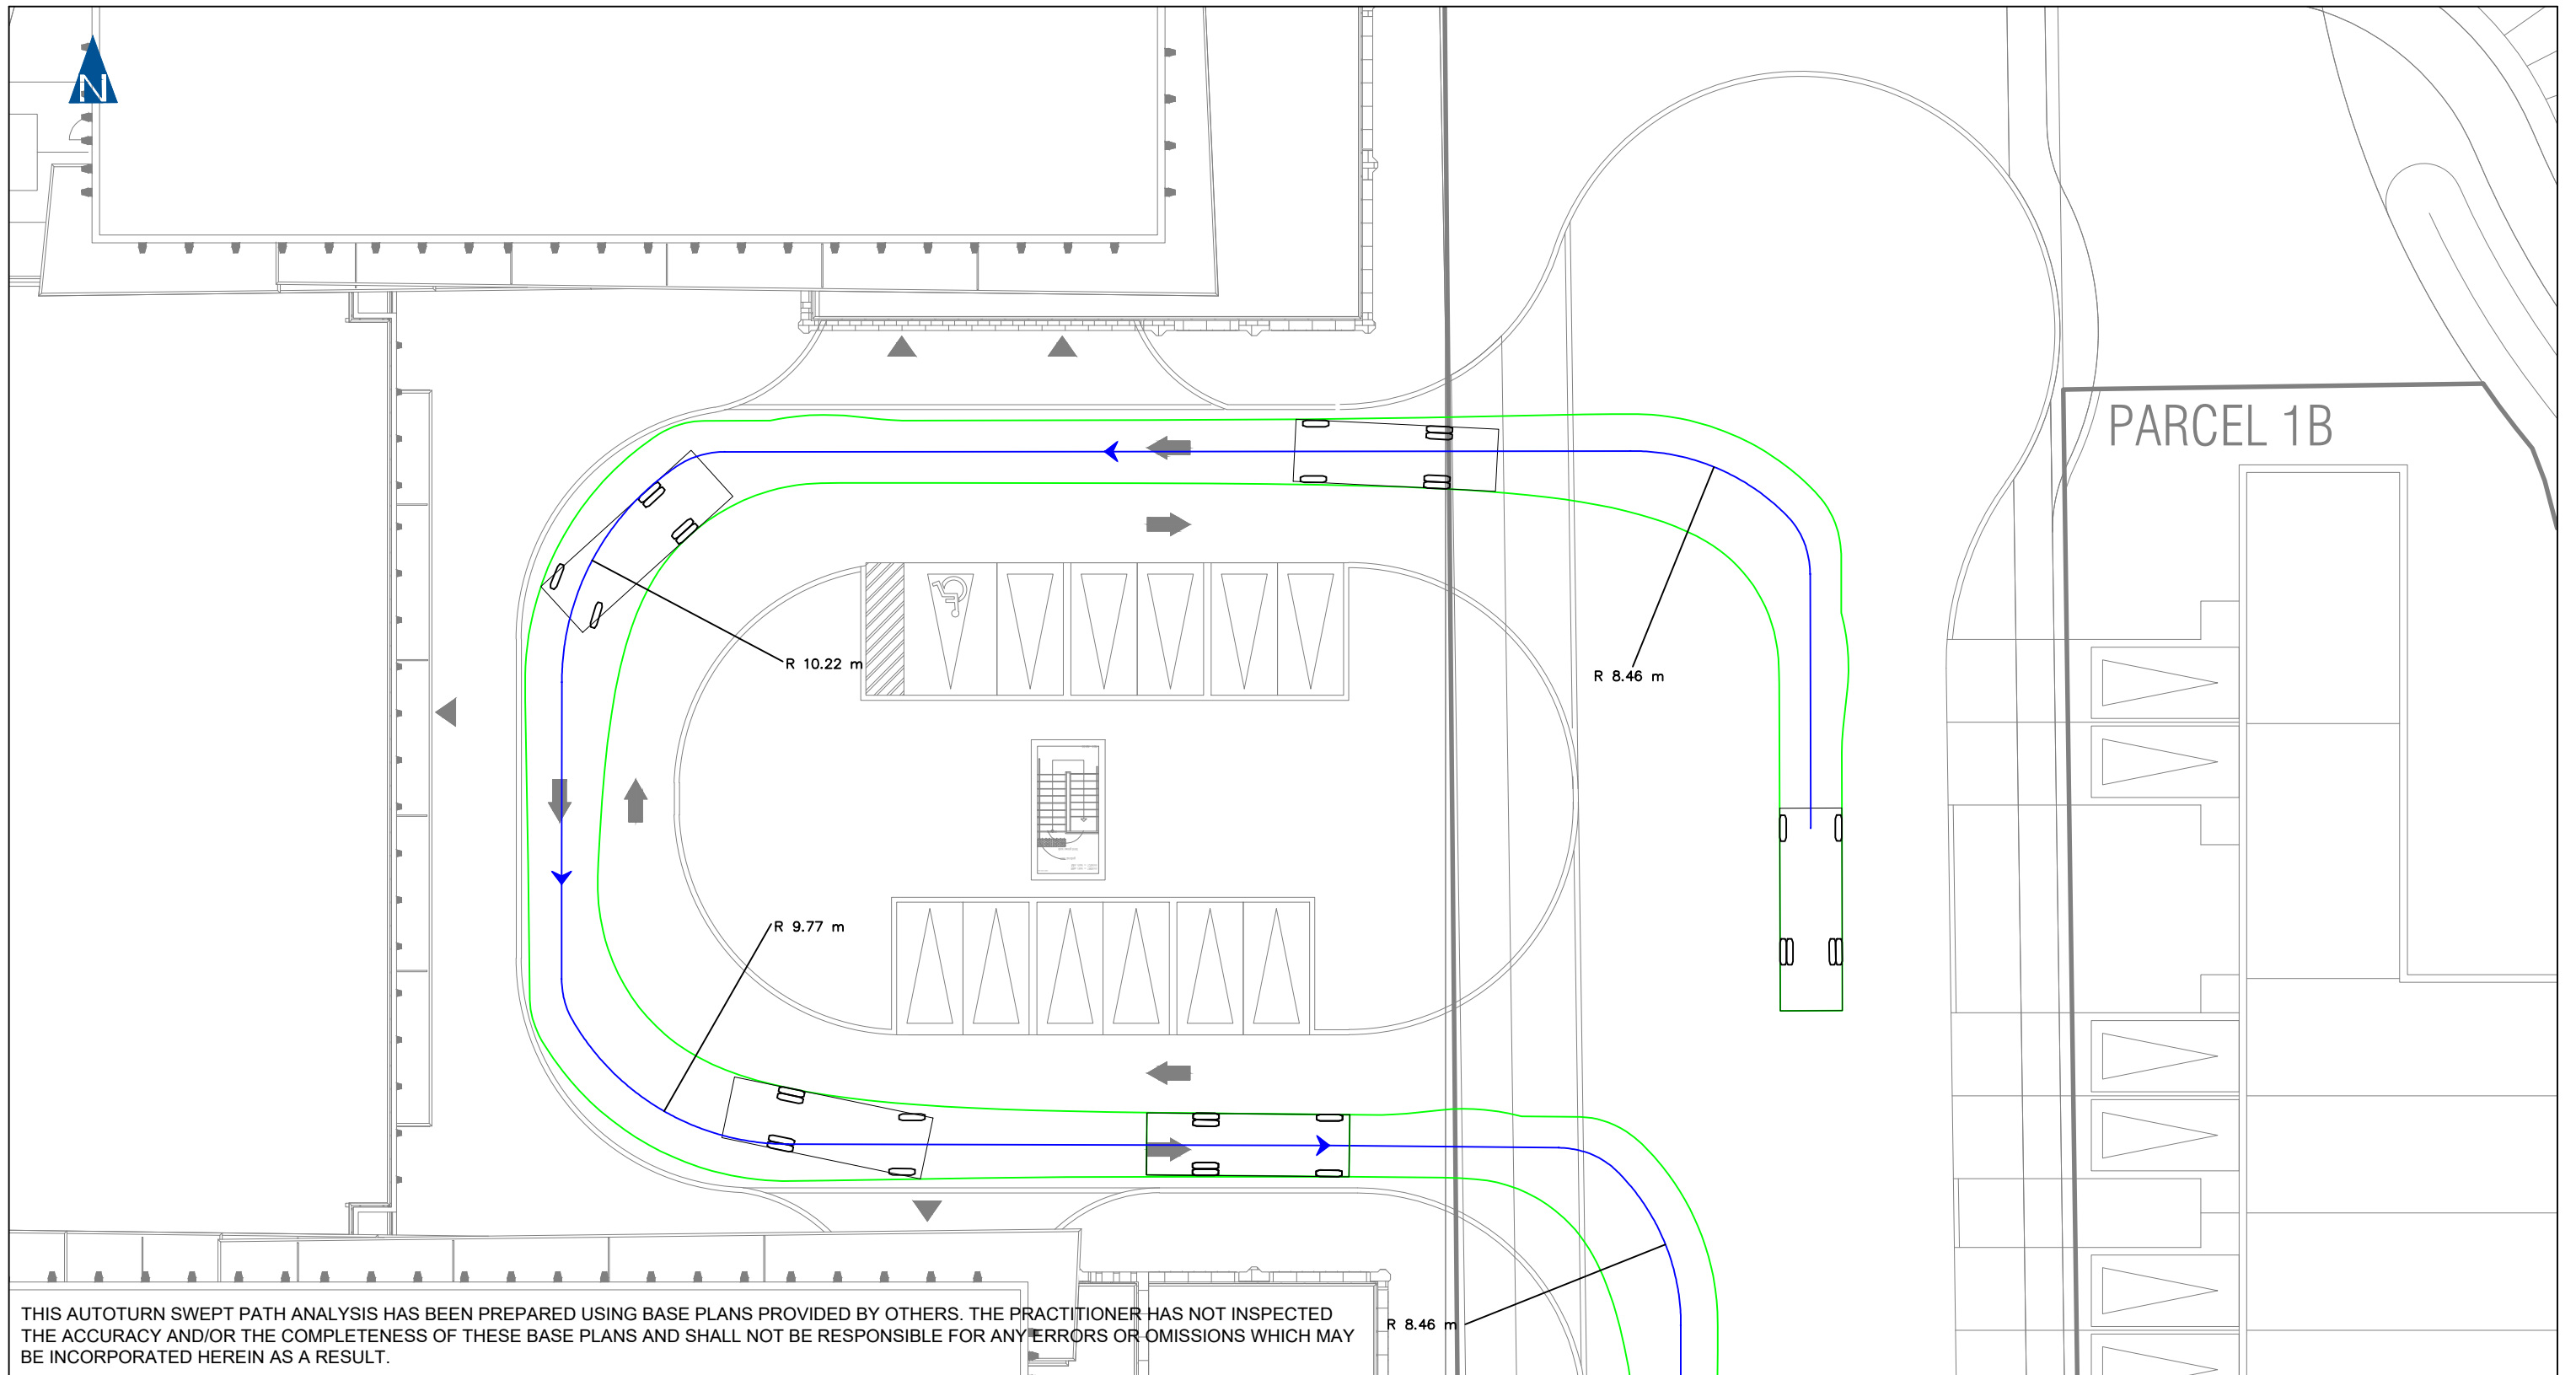 N
PARCEL 1B
R 10.22 m
R 8.46 m
R 9.77 m
R 8.46 m
THIS AUTOTURN SWEPT PATH ANALYSIS HAS BEEN PREPARED USING BASE PLANS PROVIDED BY OTHERS. THE PRACTITIONER HAS NOT INSPECTED
THE ACCURACY AND/OR THE COMPLETENESS OF THESE BASE PLANS AND SHALL NOT BE RESPONSIBLE FOR ANY ERRORS OR OMISSIONS WHICH MAY
BE INCORPORATED HEREIN AS A RESULT.